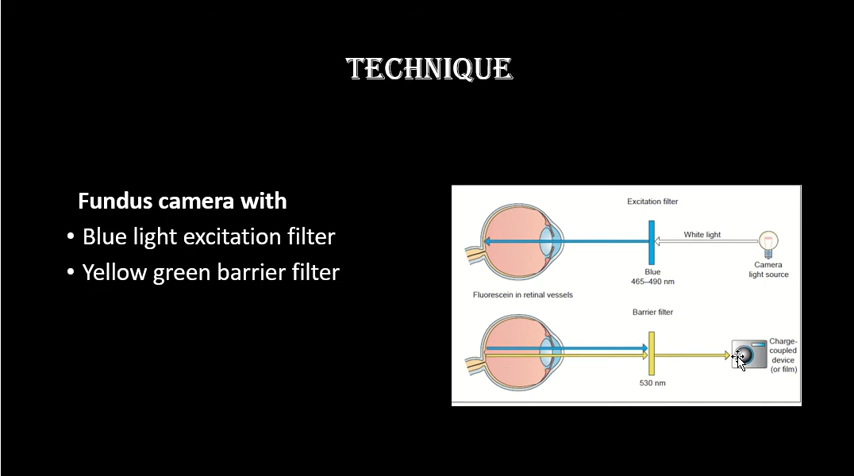 TECHNIQUE
Fundus camera with
• Blue light excitation filter
• Yellow green barrier filter
Excitation filter
White light
Blue
465–490 nm
Camera
light source
Fluorescein in retinal vessels
Barrier filter
530 nm
Charge-
coupled
device
(or film)